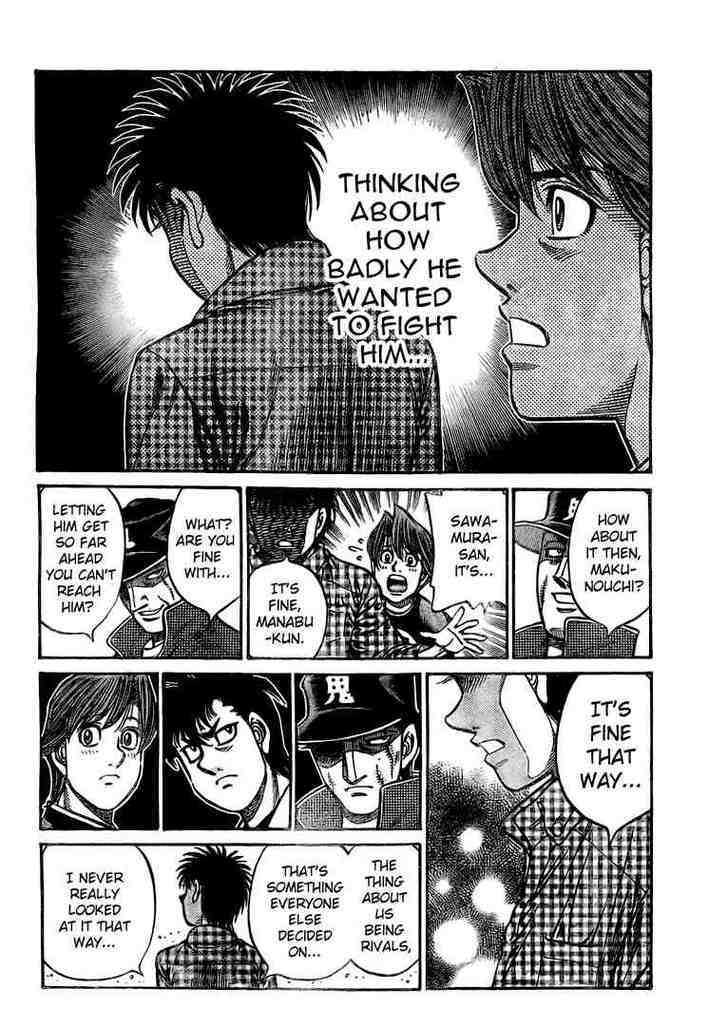 THINKING
ABOUT
HOW
BADLY HE
WANTED
TO FIGHT
HIM...
HOW
ABOUT
IT THEN,
MAKU-
NOUCHI?
鬼
SAWA-
MURA-
SAN,
IT'S...
IT'S
FINE,
MANABU
-KUN.
WHAT?
ARE YOU
FINE
WITH...
LETTING
HIM GET
SO FAR
AHEAD
YOU CAN'T
REACH
HIM?
IT'S
FINE
THAT
WAY...
鬼
THE
THING
ABOUT
US
BEING
RIVALS,
THAT'S
SOMETHING
EVERYONE
ELSE
DECIDED
ON...
I NEVER
REALLY
LOOKED
AT IT THAT
WAY...